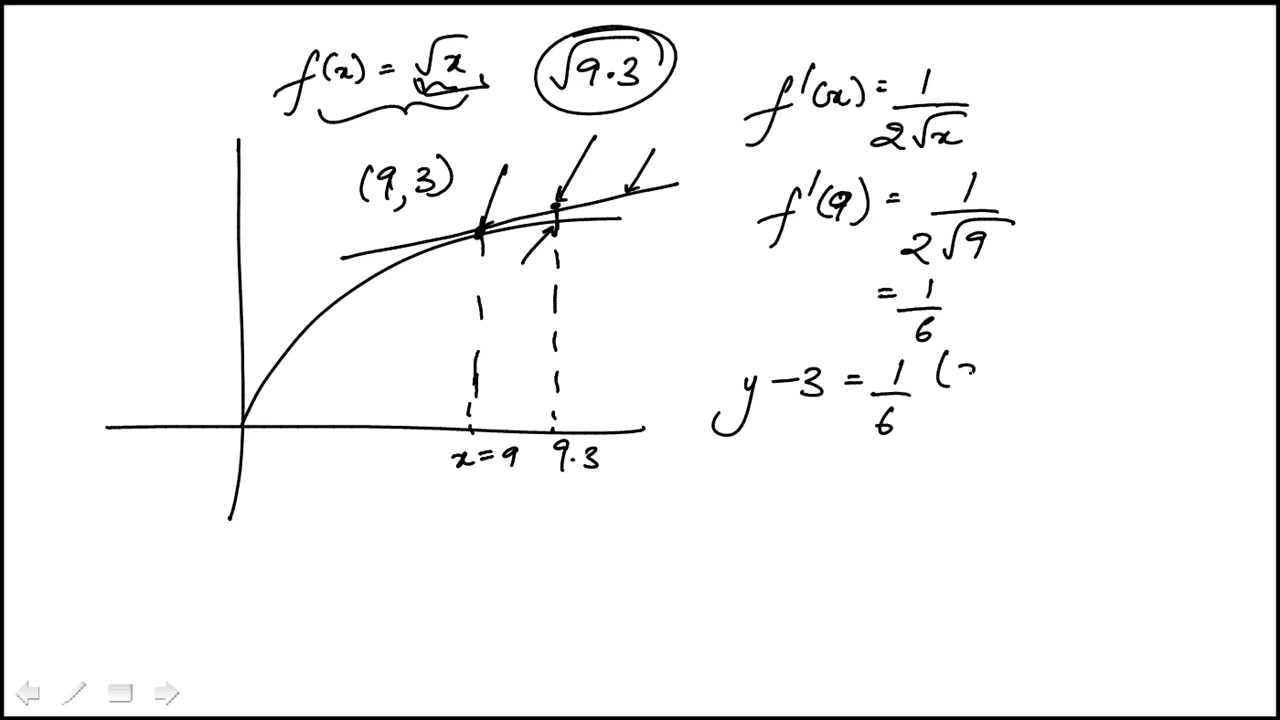 f(x) = √x
√9.3
(9,3)
x=9
9.3
f'(x) = 1/2√x
f'(9) = 1/2√9
= 1/6
y-3 = 1/6 (